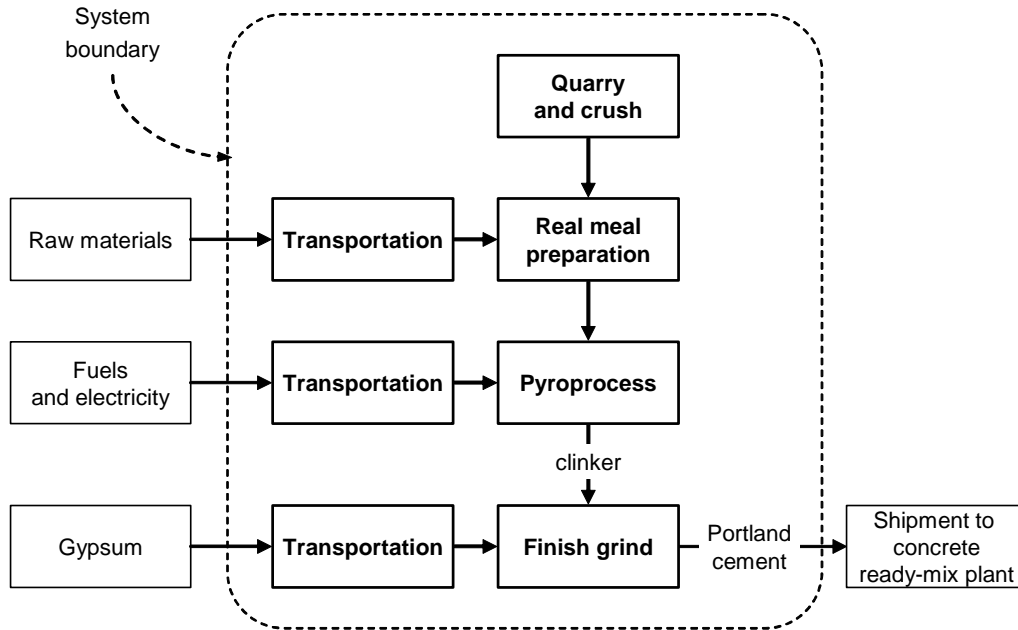 System
boundary
Quarry
and crush
Raw materials
Transportation
Real meal
preparation
Fuels
and electricity
Transportation
Pyroprocess
clinker
Gypsum
Transportation
Finish grind
Portland
cement
Shipment to
concrete
ready-mix plant